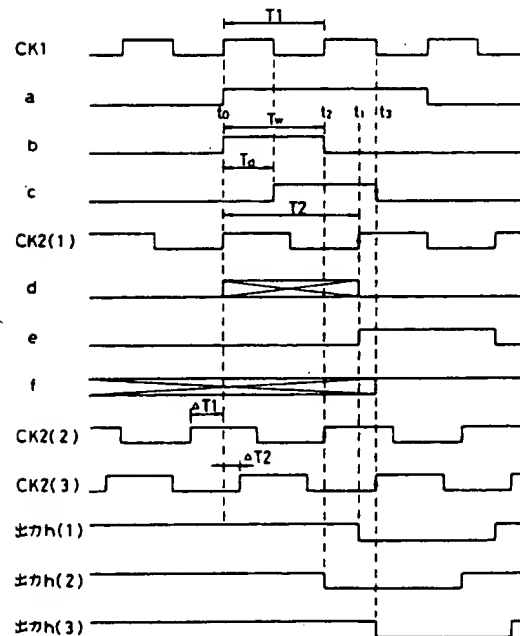 T1
CK1
a
t0 t2 t1 t3
Tw
b
Td
c
T2
CK2(1)
d
e
f
ΔT1
CK2(2)
ΔT2
CK2(3)
出力h(1)
出力h(2)
出力h(3)